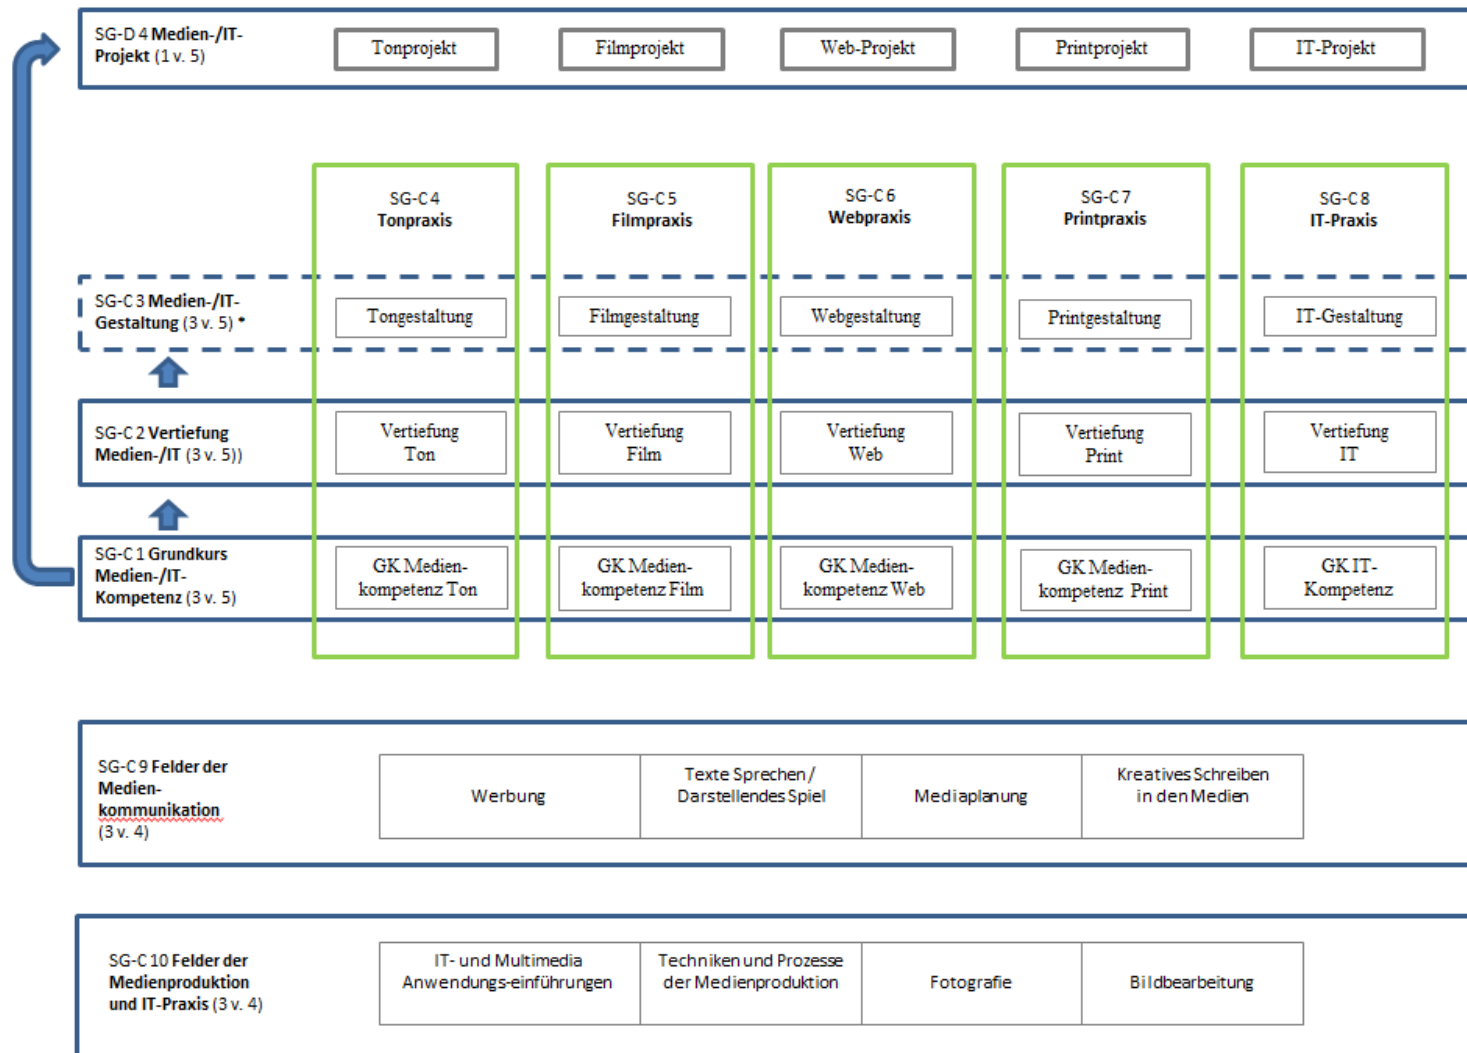 SG-D 4 Medien-/IT-
Projekt (1 v. 5)
Tonprojekt
Filmprojekt
Web-Projekt
Printprojekt
IT-Projekt
SG-C 4
Tonpraxis
SG-C 5
Filmpraxis
SG-C 6
Webpraxis
SG-C 7
Printpraxis
SG-C 8
IT-Praxis
SG-C 3 Medien-/IT-
Gestaltung (3 v. 5) *
Tongestaltung
Filmgestaltung
Webgestaltung
Printgestaltung
IT-Gestaltung
SG-C 2 Vertiefung
Medien-/IT (3 v. 5))
Vertiefung
Ton
Vertiefung
Film
Vertiefung
Web
Vertiefung
Print
Vertiefung
IT
SG-C 1 Grundkurs
Medien-/IT-
Kompetenz (3 v. 5)
GK Medien-
kompetenz Ton
GK Medien-
kompetenz Film
GK Medien-
kompetenz Web
GK Medien-
kompetenz Print
GK IT-
Kompetenz
SG-C 9 Felder der
Medien-
kommunikation
(3 v. 4)
Werbung
Texte Sprechen /
Darstellendes Spiel
Mediaplanung
Kreatives Schreiben
in den Medien
SG-C 10 Felder der
Medienproduktion
und IT-Praxis (3 v. 4)
IT- und Multimedia
Anwendungs-einführungen
Techniken und Prozesse
der Medienproduktion
Fotografie
Bildbearbeitung